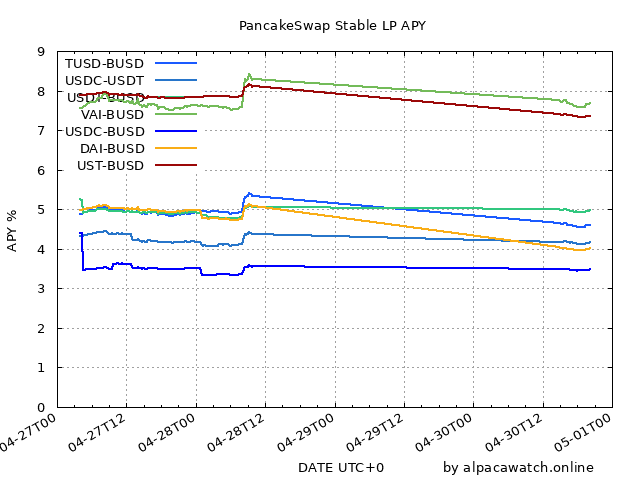 PancakeSwap Stable LP APY
9
8
7
6
5
4
3
2
1
0
APY %
TUSD-BUSD
USDC-USDT
USDT-BUSD
VAI-BUSD
USDC-BUSD
DAI-BUSD
UST-BUSD
04-27T00
04-27T12
04-28T00
04-28T12
04-29T00
04-29T12
04-30T00
04-30T12
05-01T00
DATE UTC+0
by alpacawatch.online